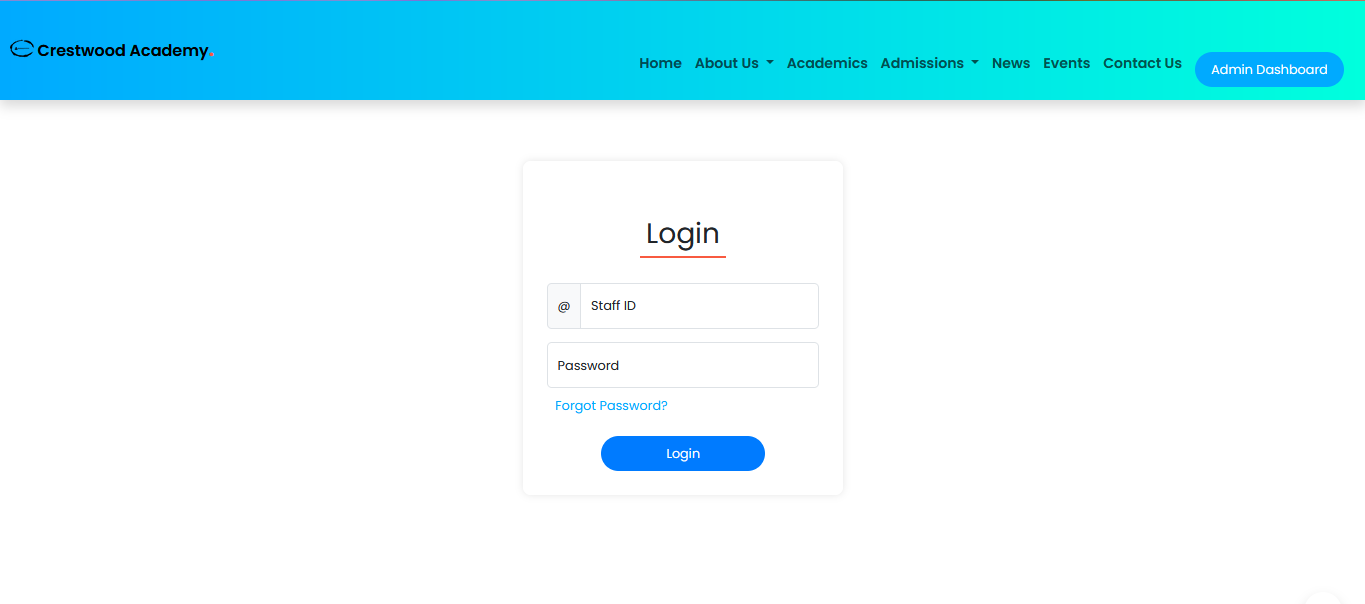 Crestwood Academy.
Home About Us Academics Admissions News Events Contact Us Admin Dashboard
Login
@ Staff ID
Password
Forgot Password?
Login